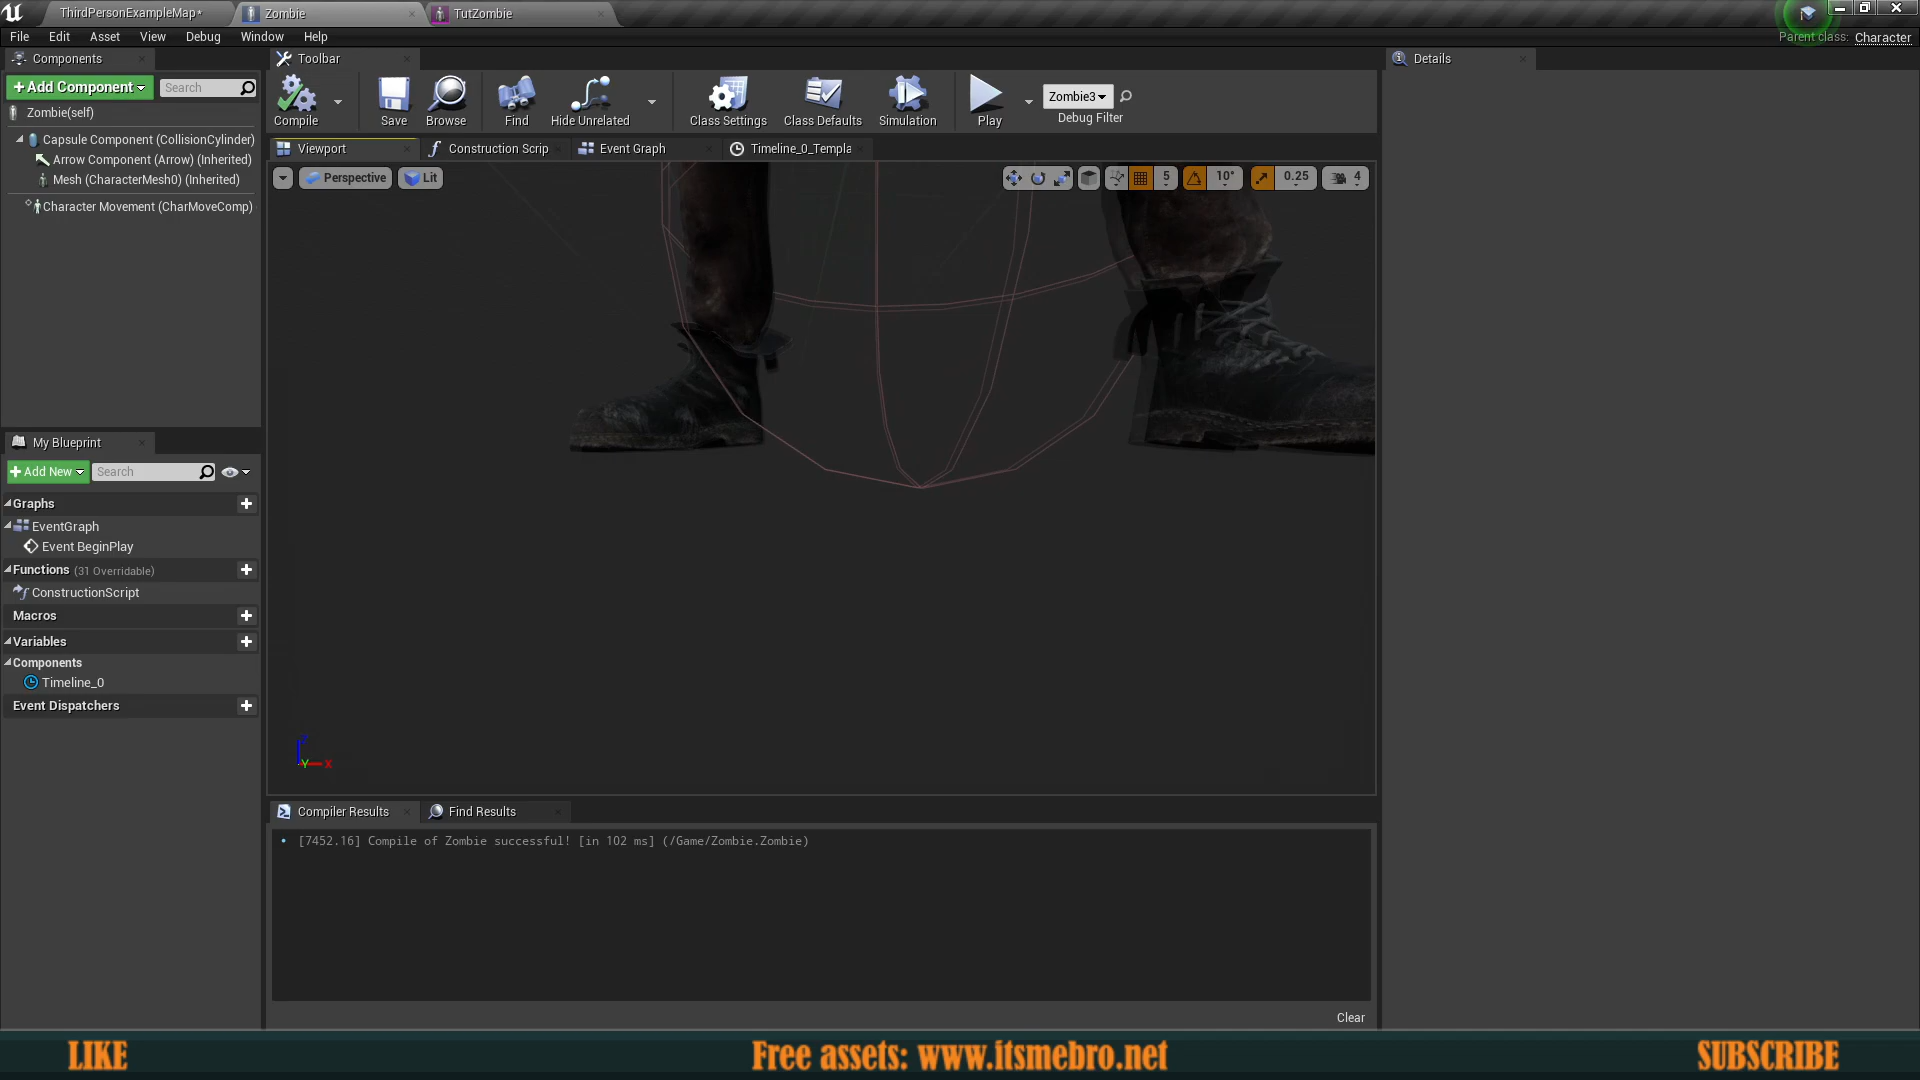 ThirdPersonExampleMap*
Zombie
TutZombie
File Edit Asset View Debug Window Help
Parent class: Character
Components
+Add Component
Search
Zombie(self)
Capsule Component (CollisionCylinder)
Arrow Component (Arrow) (Inherited)
Mesh (CharacterMesh0) (Inherited)
Character Movement (CharMoveComp)
Toolbar
Compile
Save
Browse
Find
Hide Unrelated
Class Settings
Class Defaults
Simulation
Play
Zombie3
Debug Filter
Viewport
Construction Scrip
Event Graph
Timeline_0_Templa
Perspective
Lit
5
10°
0.25
4
X
Y
Details
My Blueprint
+Add New
Search
Graphs
EventGraph
Event BeginPlay
Functions (31 Overridable)
ConstructionScript
Macros
Variables
Components
Timeline_0
Event Dispatchers
Compiler Results
Find Results
[7452.16] Compile of Zombie successful! [in 102 ms] (/Game/Zombie.Zombie)
Clear
LIKE
Free assets: www.itsmebro.net
SUBSCRIBE